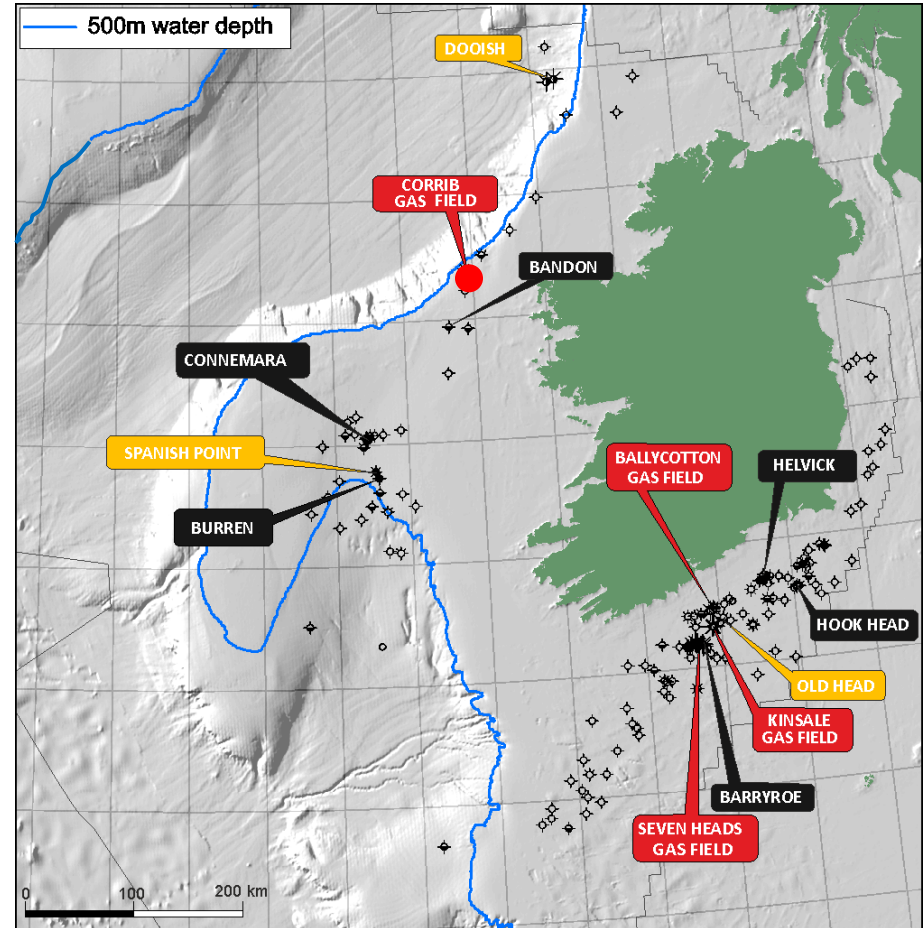 500m water depth
DOOISH
CORRIB
GAS FIELD
BANDON
CONNEMARA
SPANISH POINT
BURREN
BALLYCOTTON
GAS FIELD
HELVICK
HOOK HEAD
OLD HEAD
KINSALE
GAS FIELD
BARRYROE
SEVEN HEADS
GAS FIELD
0 100 200 km